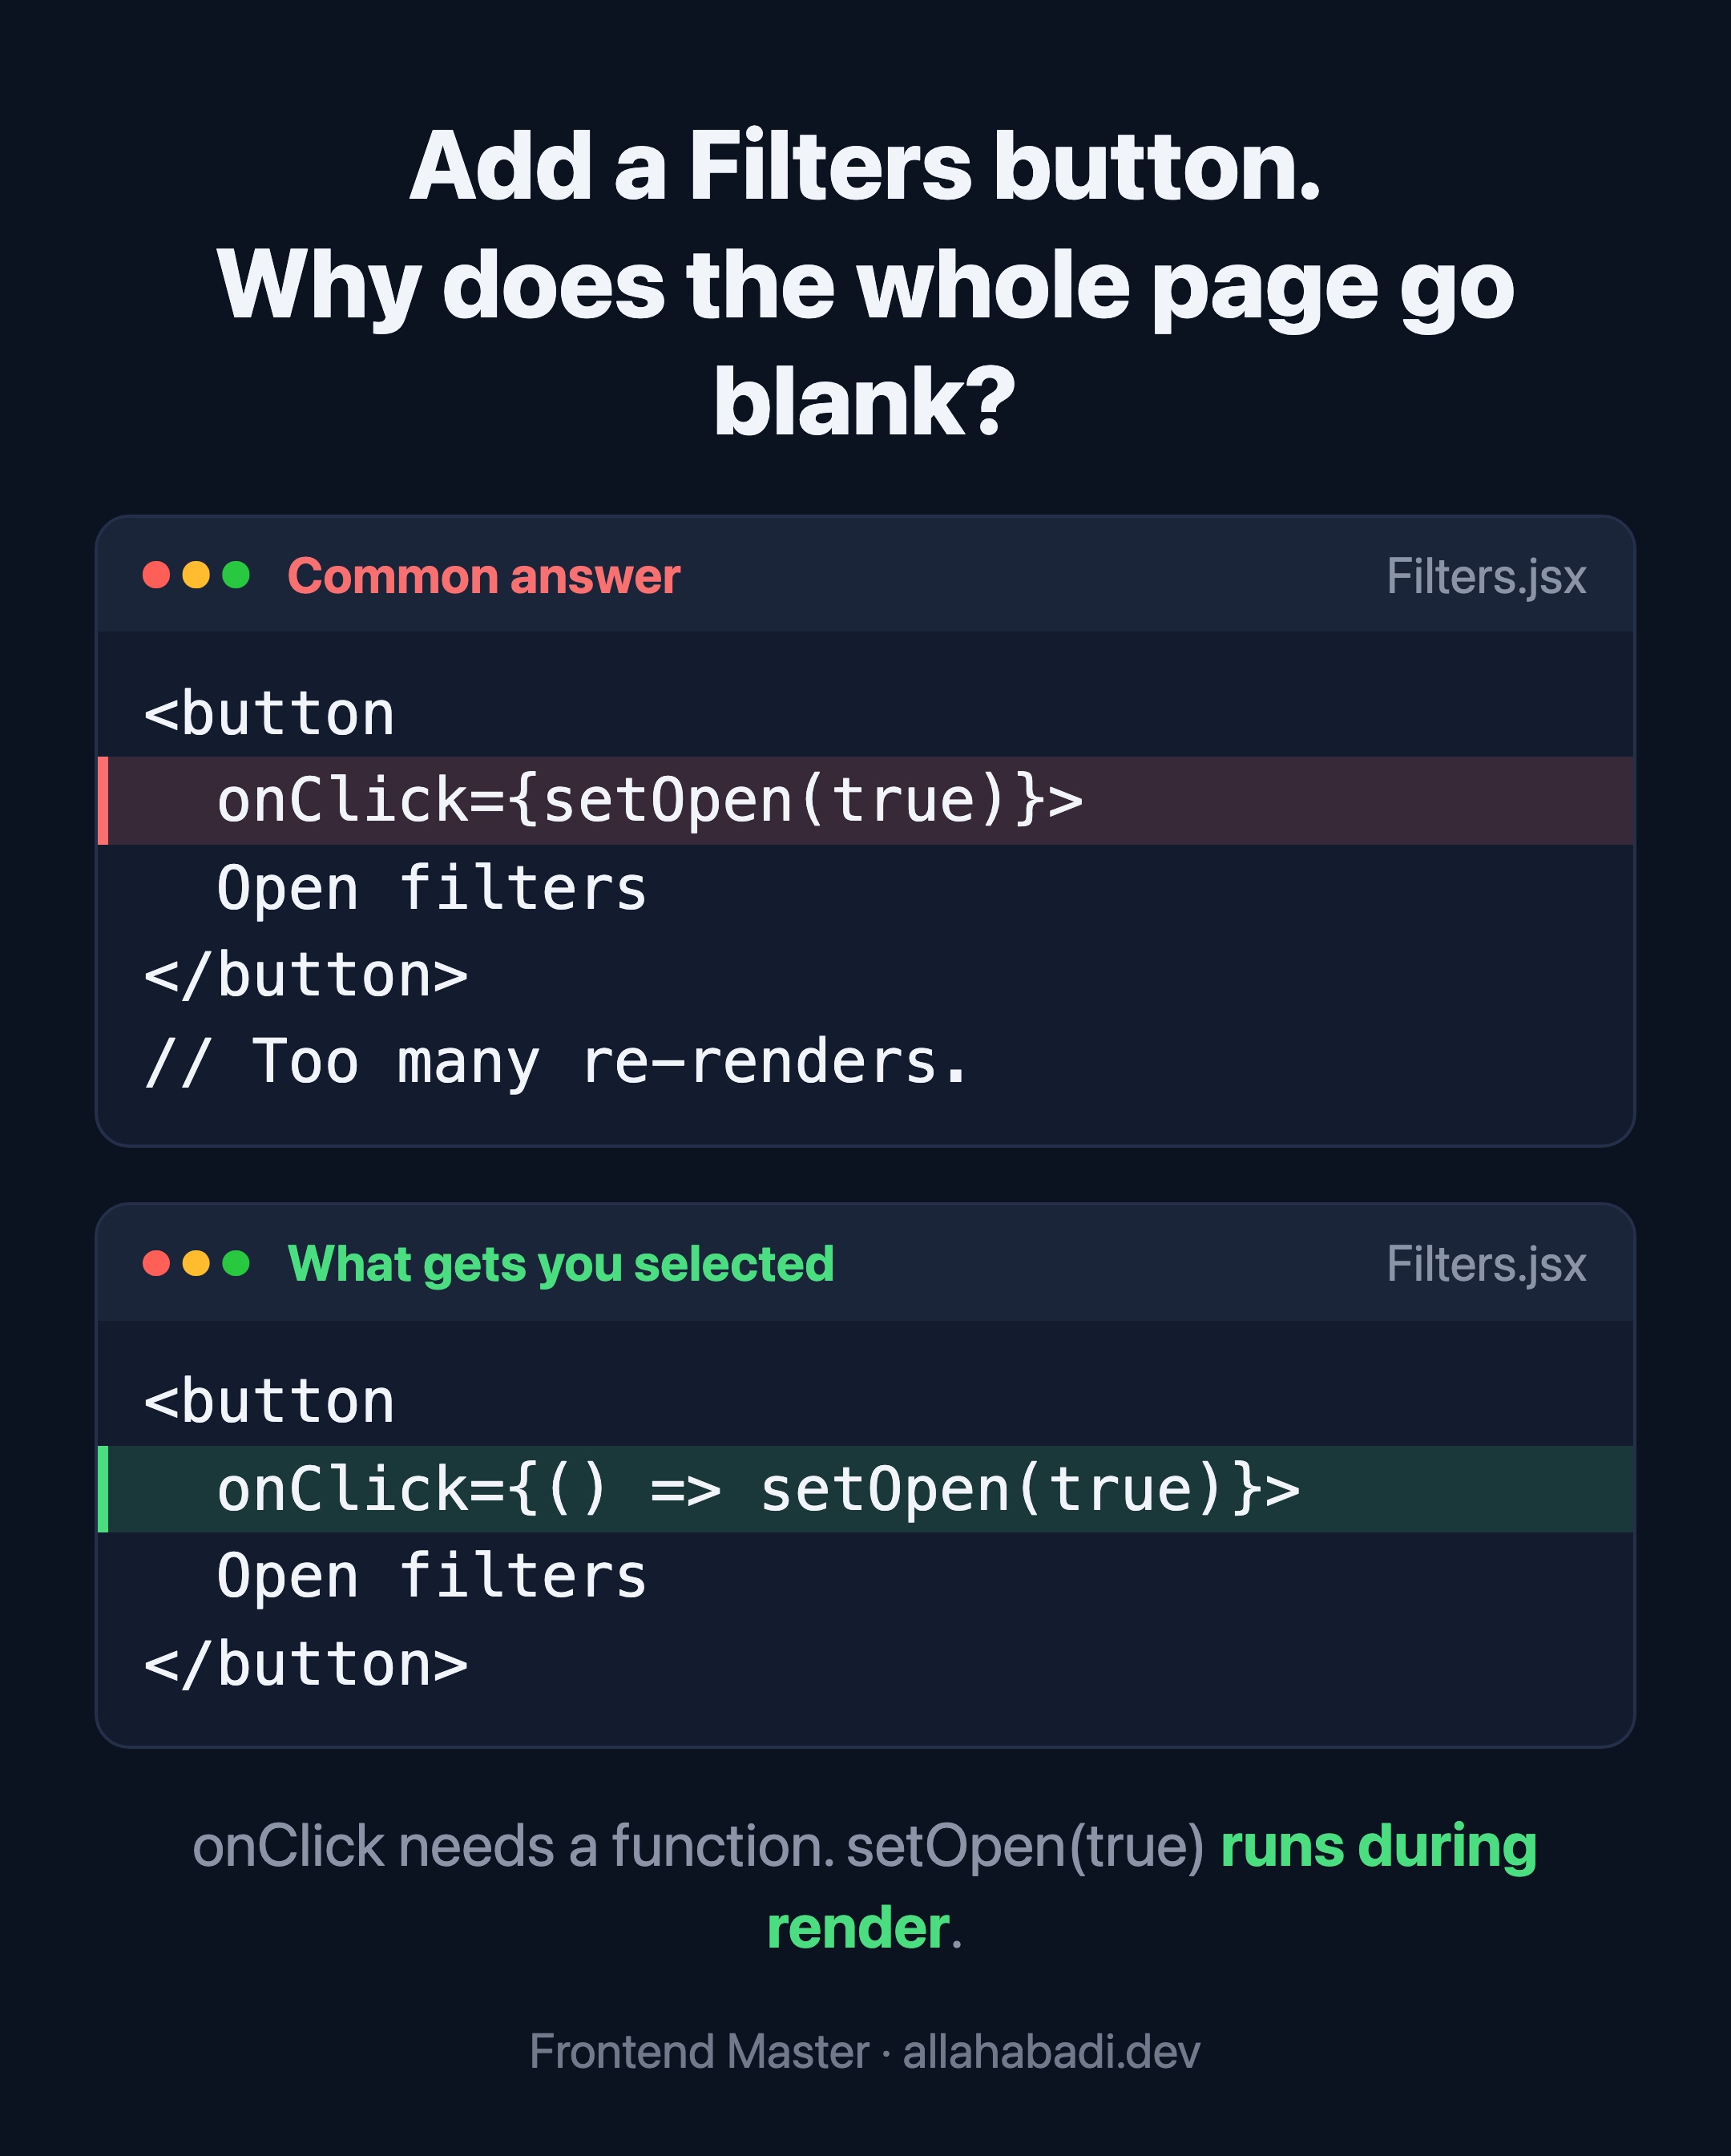 Add a Filters button.
Why does the whole page go
blank?
Common answer
Filters.jsx
<button
  onClick={setOpen(true)}>
  Open filters
</button>
// Too many re-renders.
What gets you selected
Filters.jsx
<button
  onClick={() => setOpen(true)}>
  Open filters
</button>
onClick needs a function. setOpen(true) runs during
render.
Frontend Master · allahabadi.dev